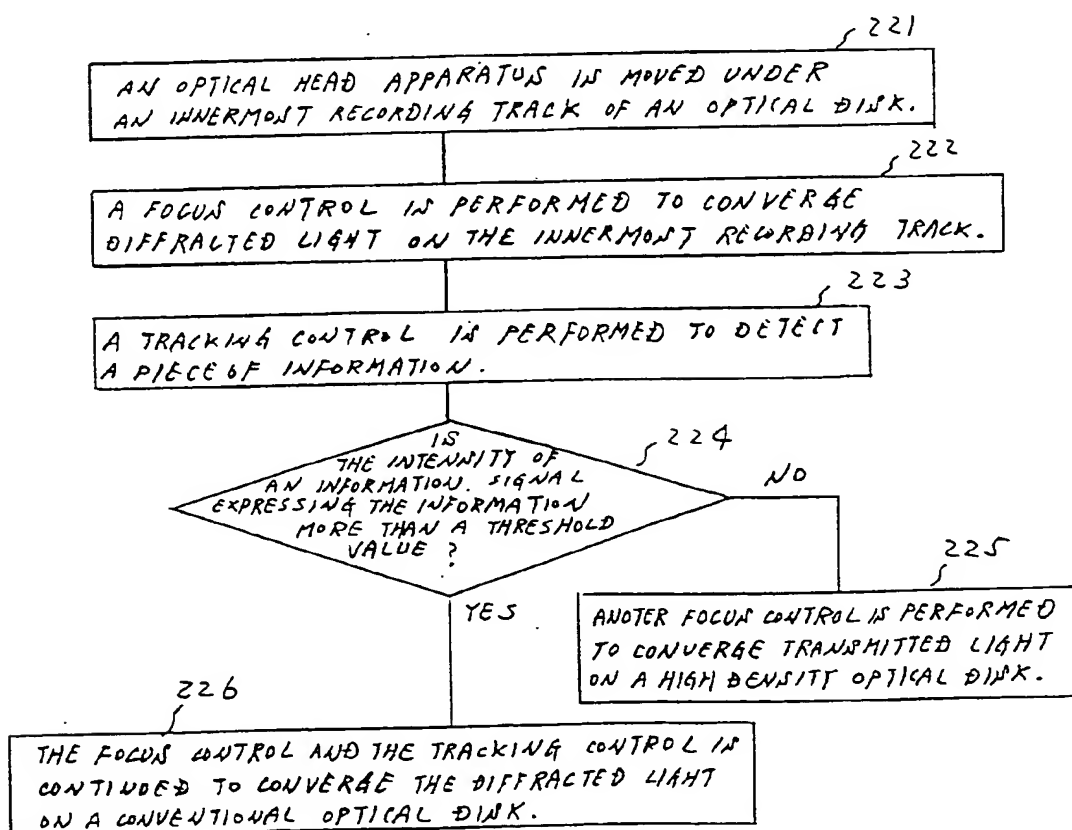 221
AN OPTICAL HEAD APPARATUS IS MOVED UNDER
AN INNERMOST RECORDING TRACK OF AN OPTICAL DISK.
222
A FOCUS CONTROL IS PERFORMED TO CONVERGE
DIFFRACTED LIGHT ON THE INNERMOST RECORDING TRACK.
223
A TRACKING CONTROL IS PERFORMED TO DETECT
A PIECE OF INFORMATION.
224
IS
THE INTENSITY OF
AN INFORMATION. SIGNAL
EXPRESSING THE INFORMATION
MORE THAN A THRESHOLD
VALUE ?
NO
YES
225
ANOTER FOCUS CONTROL IS PERFORMED
TO CONVERGE TRANSMITTED LIGHT
ON A HIGH DENSITY OPTICAL DISK.
226
THE FOCUS CONTROL AND THE TRACKING CONTROL IS
CONTINUED TO CONVERGE THE DIFFRACTED LIGHT
ON A CONVENTIONAL OPTICAL DISK.